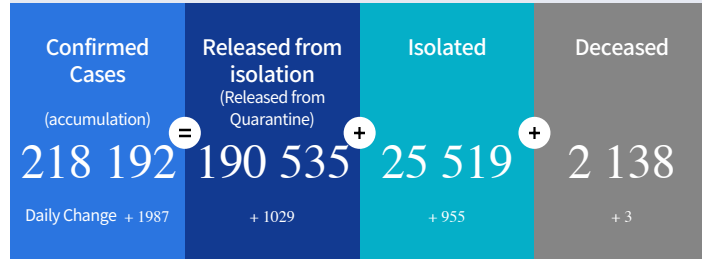 Confirmed
Cases
(accumulation)
218 192
Daily Change + 1987
=
Released from
isolation
(Released from
Quarantine)
190 535
+ 1029
+
Isolated
25 519
+ 955
+
Deceased
2 138
+ 3